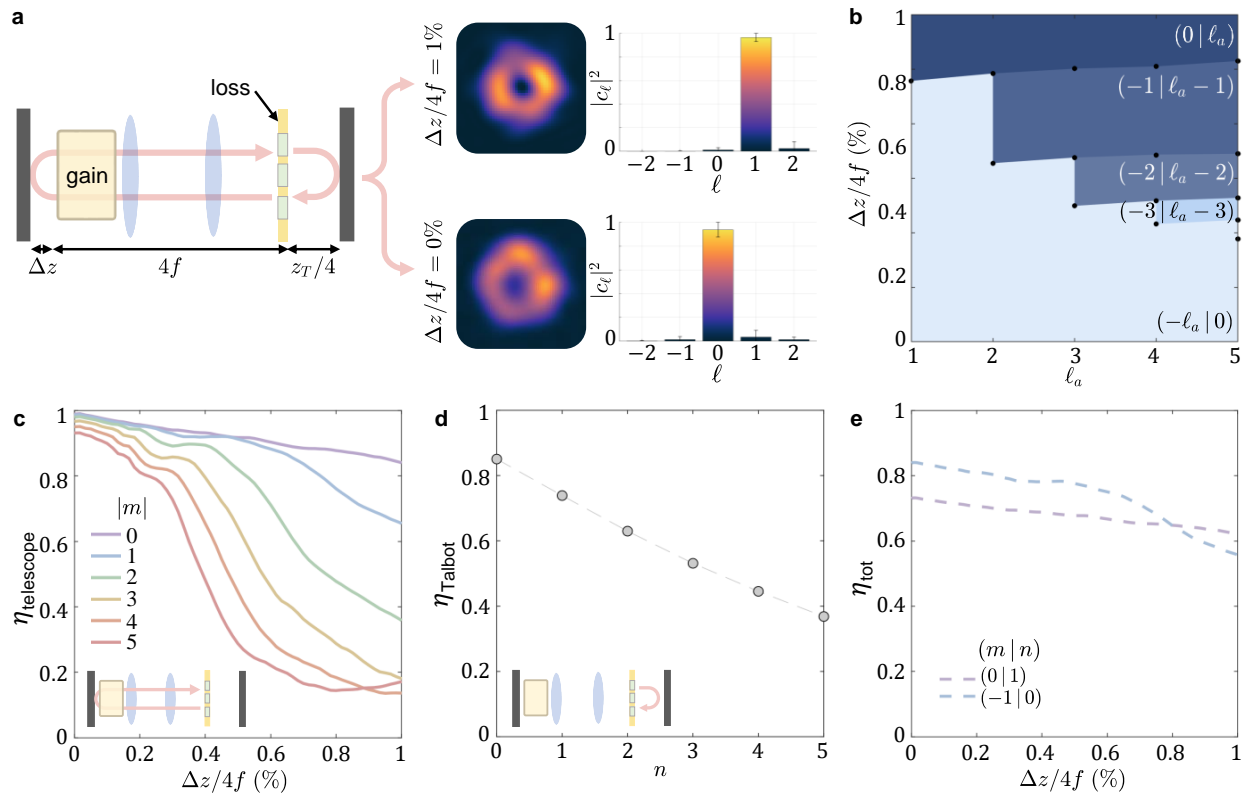 a
loss
gain
Δz
4f
z_T/4
Δz/4f = 1%
|c_ℓ|²
1
0
−2 −1 0 1 2
ℓ
Δz/4f = 0%
|c_ℓ|²
1
0
−2 −1 0 1 2
ℓ
b
Δz/4f (%)
1
0.8
0.6
0.4
0.2
0
(0 | ℓ_a)
(−1 | ℓ_a − 1)
(−2 | ℓ_a − 2)
(−3 | ℓ_a − 3)
(−ℓ_a | 0)
1 2 3 4 5
ℓ_a
c
η_telescope
1
0.8
0.6
0.4
0.2
0
|m|
0
1
2
3
4
5
0 0.2 0.4 0.6 0.8 1
Δz/4f (%)
d
η_Talbot
1
0.8
0.6
0.4
0.2
0
0 1 2 3 4 5
n
e
η_tot
1
0.8
0.6
0.4
0.2
0
(m | n)
(0 | 1)
(−1 | 0)
0 0.2 0.4 0.6 0.8 1
Δz/4f (%)